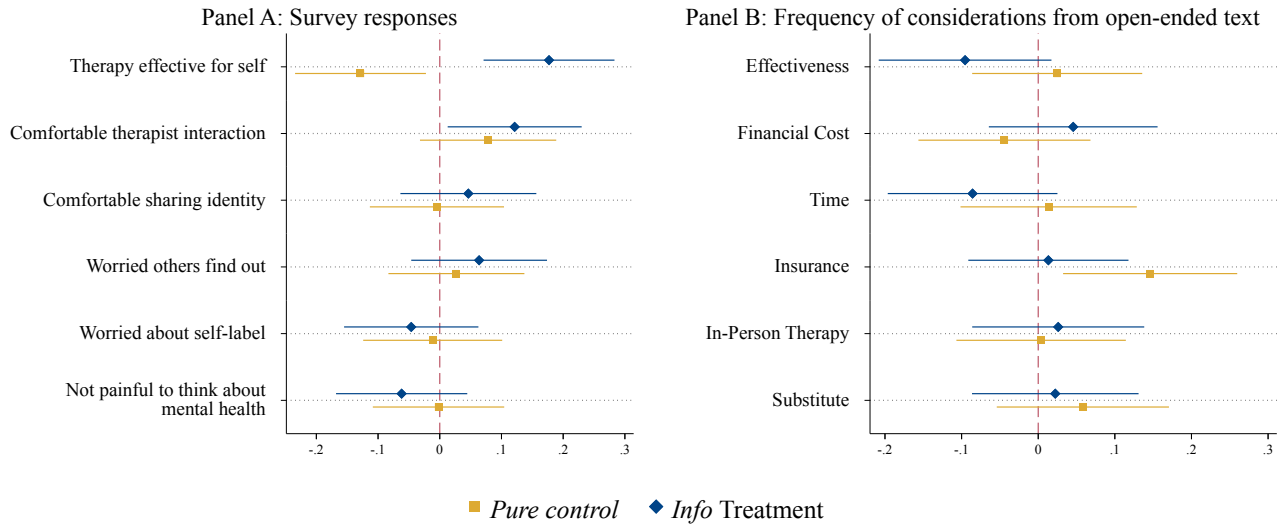 Panel A: Survey responses
Therapy effective for self
Comfortable therapist interaction
Comfortable sharing identity
Worried others find out
Worried about self-label
Not painful to think about
mental health
-.2 -.1 0 .1 .2 .3
Panel B: Frequency of considerations from open-ended text
Effectiveness
Financial Cost
Time
Insurance
In-Person Therapy
Substitute
-.2 -.1 0 .1 .2 .3
Pure control Info Treatment